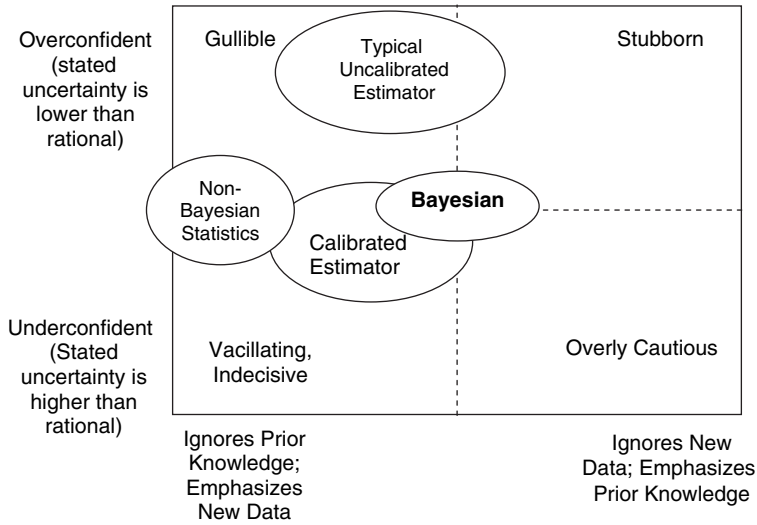 Overconfident
(stated
uncertainty is
lower than
rational)
Gullible
Typical
Uncalibrated
Estimator
Stubborn
Non-
Bayesian
Statistics
Bayesian
Calibrated
Estimator
Underconfident
(Stated
uncertainty is
higher than
rational)
Vacillating,
Indecisive
Overly Cautious
Ignores Prior
Knowledge;
Emphasizes
New Data
Ignores New
Data; Emphasizes
Prior Knowledge